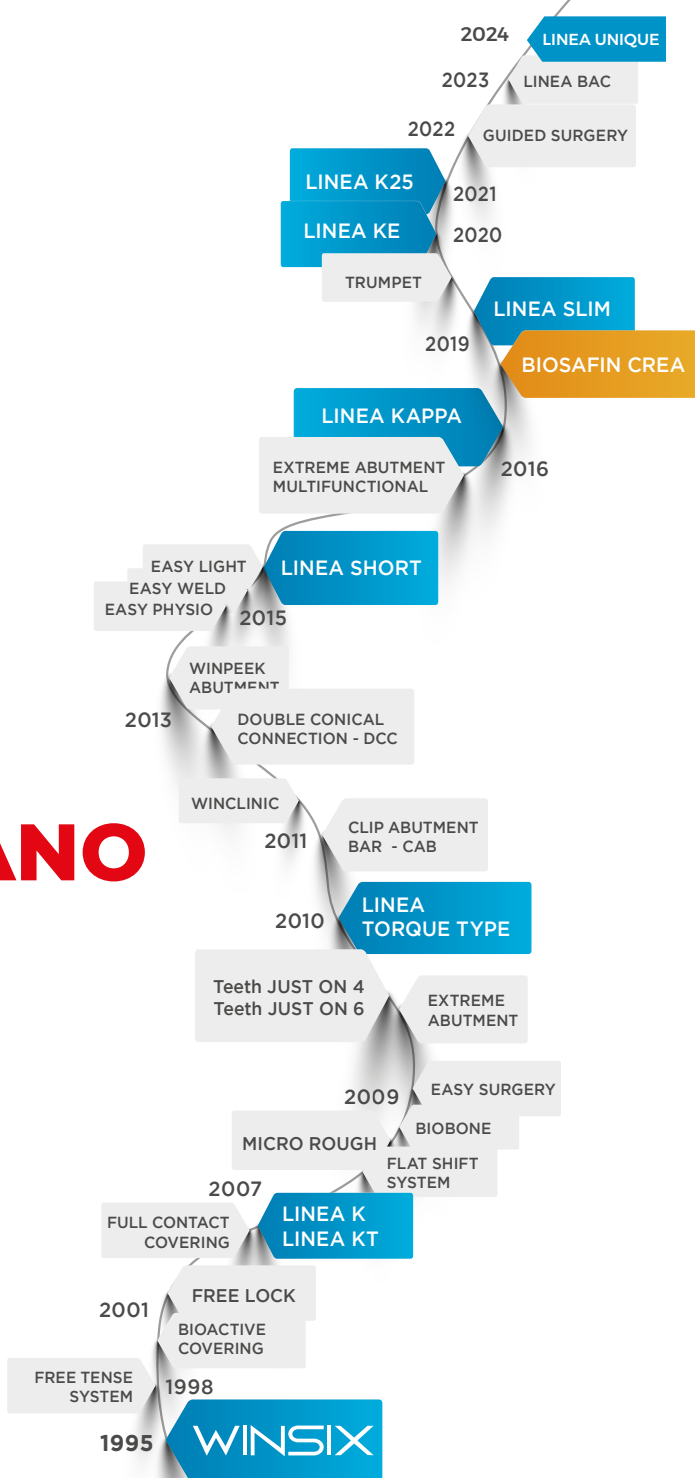 2024
LINEA UNIQUE
2023
LINEA BAC
2022
GUIDED SURGERY
LINEA K25
2021
LINEA KE
2020
TRUMPET
LINEA SLIM
2019
BIOSAFIN CREA
LINEA KAPPA
2016
EXTREME ABUTMENT
MULTIFUNCTIONAL
EASY LIGHT
LINEA SHORT
EASY WELD
EASY PHYSIO
2015
WINPEEK
ABUTMENT
2013
DOUBLE CONICAL
CONNECTION - DCC
WINCLINIC
2011
CLIP ABUTMENT
BAR - CAB
ANO
2010
LINEA
TORQUE TYPE
Teeth JUST ON 4
Teeth JUST ON 6
EXTREME
ABUTMENT
2009
EASY SURGERY
BIOBONE
MICRO ROUGH
FLAT SHIFT
SYSTEM
2007
LINEA K
LINEA KT
FULL CONTACT
COVERING
FREE LOCK
2001
BIOACTIVE
COVERING
FREE TENSE
SYSTEM
1998
1995
WINSIX